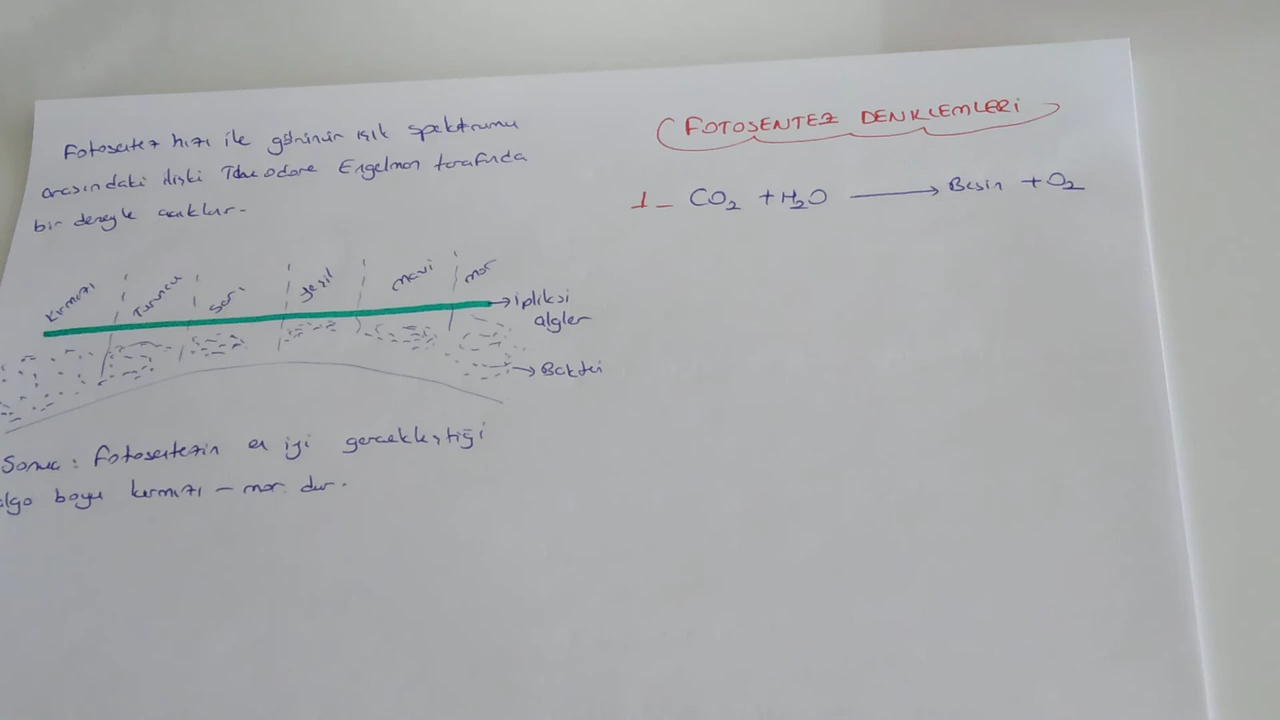 Fotosentez hızı ile görünür ışık spektrumu
arasındaki ilişki Theodore Engelman tarafında
bir deneyle açıklar.
kırmızı
Turuncu
Sarı
Yeşil
mavi
mor
ipliksi
algler
Bakteri
Sonuç: Fotosentezin en iyi gerçekleştiği
alga boyu kırmızı - mor dur.
FOTOSENTEZ DENKLEMLERİ
1- CO₂ + H₂O → Besin + O₂